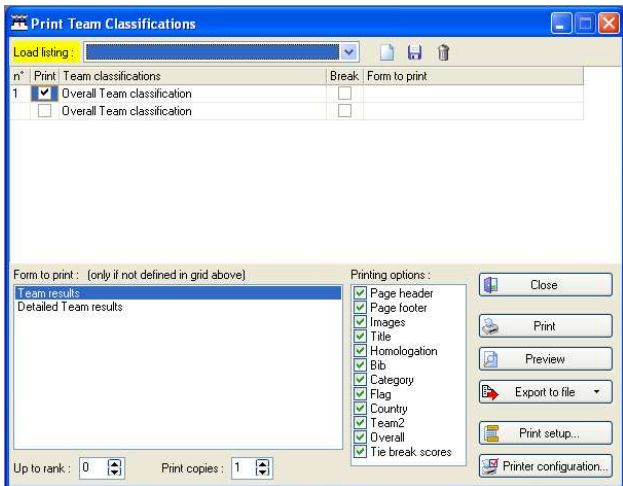 Print Team Classifications
Load listing :
n° Print Team classifications Break Form to print
1 Overall Team classification
Overall Team classification
Form to print : (only if not defined in grid above)
Team results
Detailed Team results
Printing options :
Page header
Page footer
Images
Title
Homologation
Bib
Category
Flag
Country
Team2
Overall
Tie break scores
Close
Print
Preview
Export to file
Print setup...
Printer configuration...
Up to rank : 0 Print copies : 1